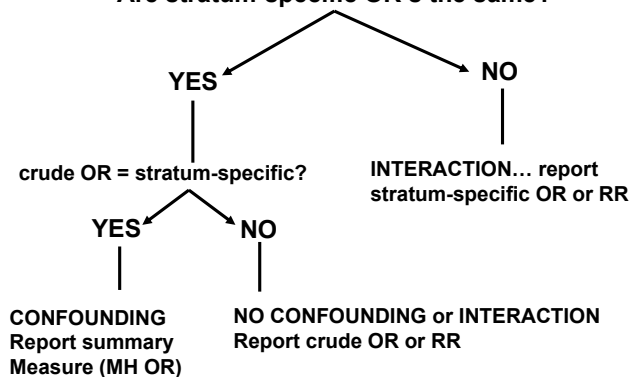 Are stratum-specific OR's the same?
YES
NO
crude OR = stratum-specific?
INTERACTION… report
stratum-specific OR or RR
YES
NO
CONFOUNDING
Report summary
Measure (MH OR)
NO CONFOUNDING or INTERACTION
Report crude OR or RR